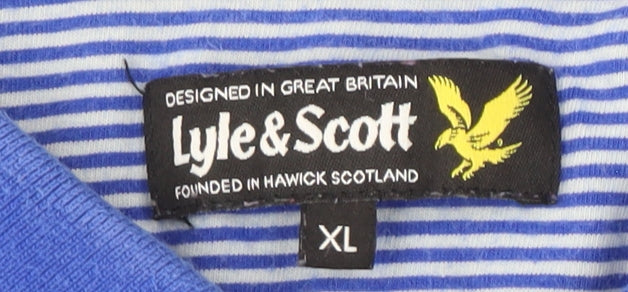 DESIGNED IN GREAT BRITAIN
Lyle & Scott
FOUNDED IN HAWICK SCOTLAND
XL